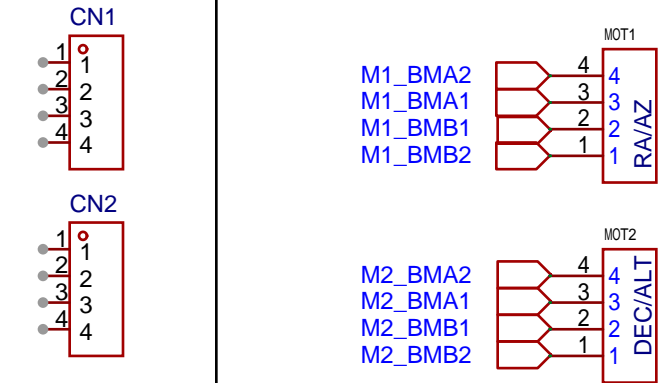 CN1
1 1
2 2
3 3
4 4
CN2
1 1
2 2
3 3
4 4
MOT1
M1_BMA2 4 4
M1_BMA1 3 3
M1_BMB1 2 2
M1_BMB2 1 1
RA/AZ
MOT2
M2_BMA2 4 4
M2_BMA1 3 3
M2_BMB1 2 2
M2_BMB2 1 1
DEC/ALT